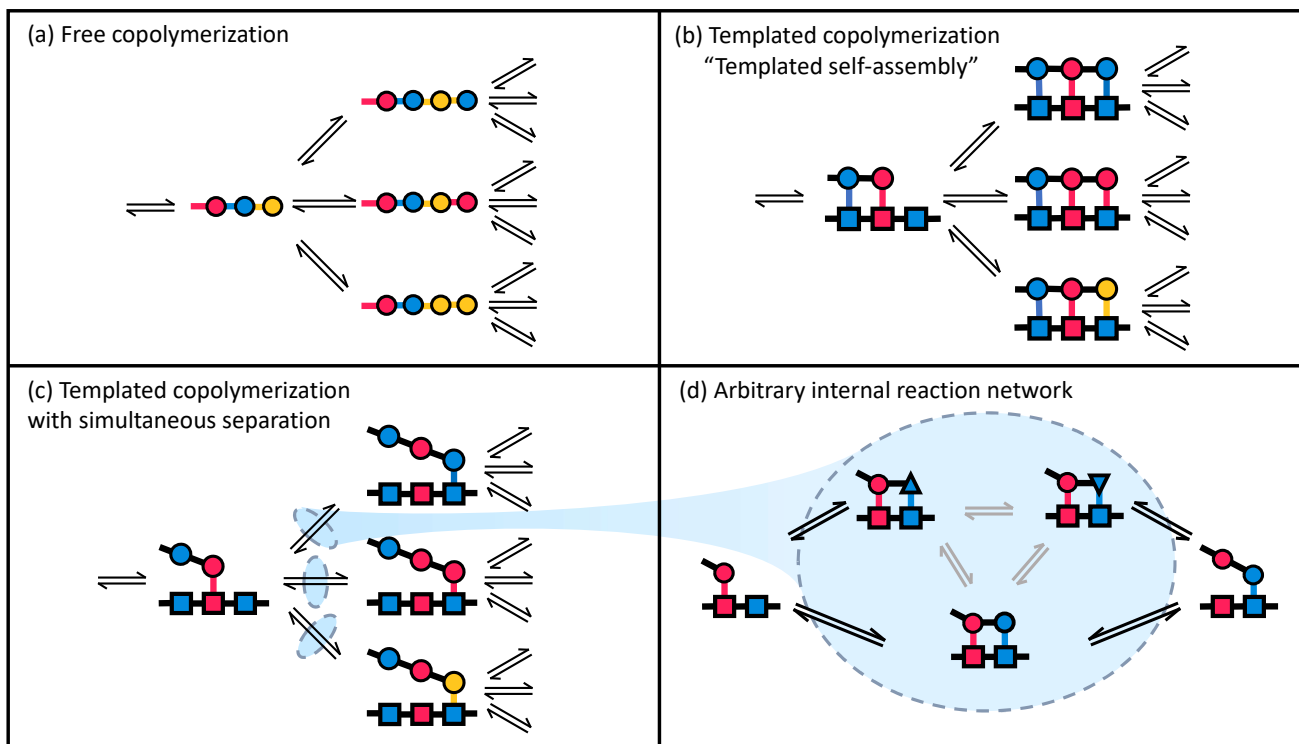 (a) Free copolymerization
(b) Templated copolymerization
“Templated self-assembly”
(c) Templated copolymerization
with simultaneous separation
(d) Arbitrary internal reaction network